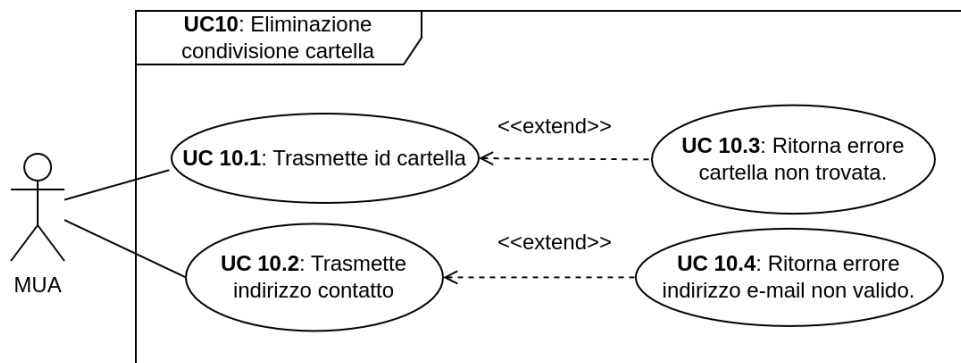 UC10: Eliminazione
condivisione cartella
<<extend>>
UC 10.1: Trasmette id cartella
UC 10.3: Ritorna errore
cartella non trovata.
<<extend>>
UC 10.2: Trasmette
indirizzo contatto
UC 10.4: Ritorna errore
indirizzo e-mail non valido.
MUA